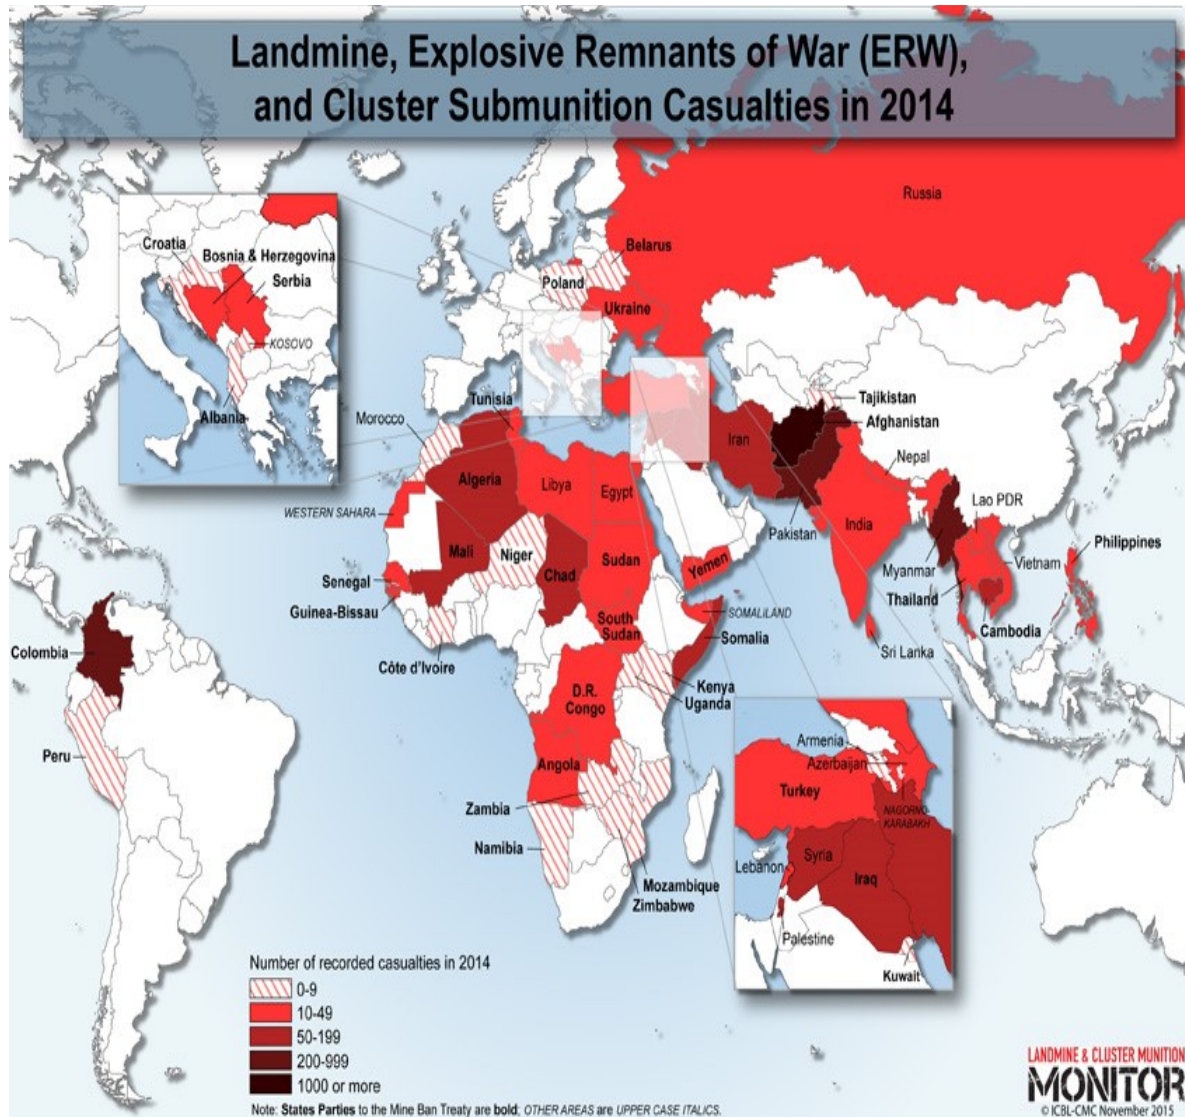 Landmine, Explosive Remnants of War (ERW),
and Cluster Submunition Casualties in 2014
Russia
Croatia
Bosnia & Herzegovina
Serbia
KOSOVO
Albania
Belarus
Poland
Ukraine
Tunisia
Morocco
Tajikistan
Afghanistan
Iran
Nepal
Algeria
Libya
Egypt
Lao PDR
WESTERN SAHARA
India
Pakistan
Mali
Niger
Chad
Sudan
Yemen
Myanmar
Vietnam
Philippines
Senegal
Thailand
Guinea-Bissau
South
Sudan
SOMALILAND
Somalia
Cambodia
Sri Lanka
Colombia
Côte d'Ivoire
D.R.
Congo
Kenya
Uganda
Peru
Angola
Zambia
Namibia
Mozambique
Zimbabwe
Armenia
Azerbaijan
Turkey
NAGORNO-
KARABAKH
Lebanon
Syria
Iraq
Palestine
Kuwait
Number of recorded casualties in 2014
0-9
10-49
50-199
200-999
1000 or more
Note: States Parties to the Mine Ban Treaty are bold; OTHER AREAS are UPPER CASE ITALICS.
LANDMINE & CLUSTER MUNITION
MONITOR
© ICBL-CMC November 2015